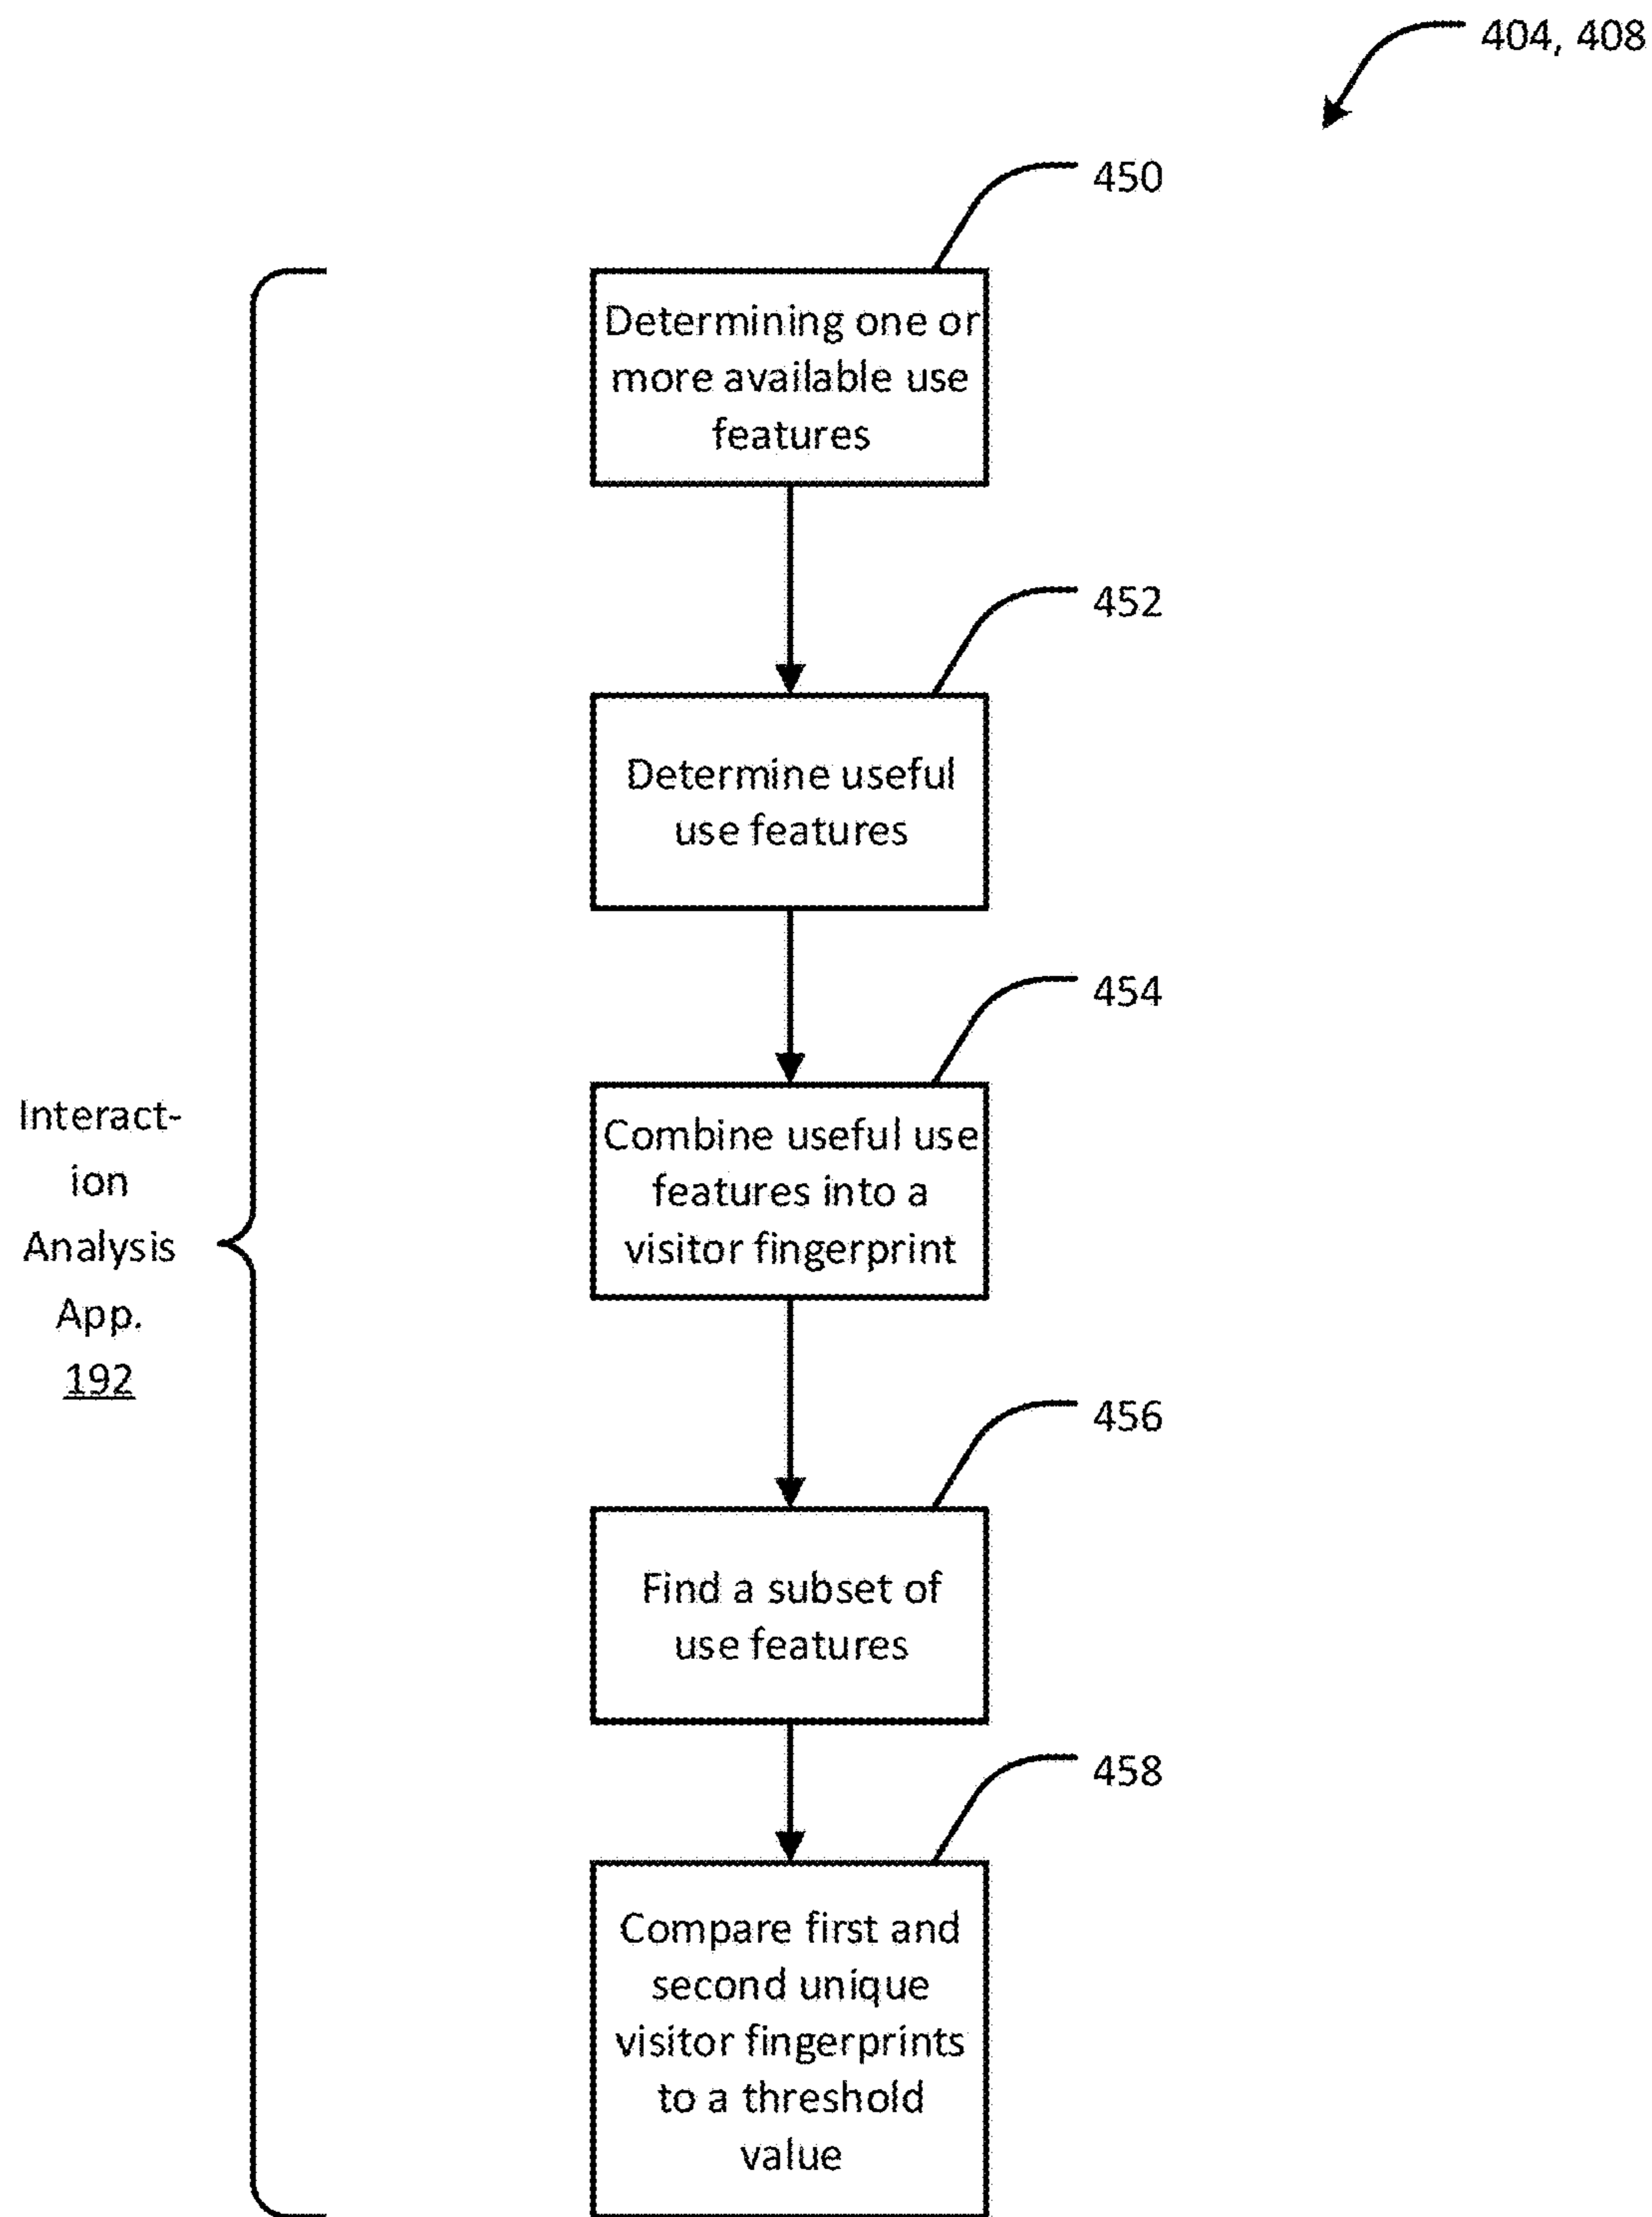 404, 408
450
Determining one or
more available use
features
452
Determine useful
use features
454
Combine useful use
features into a
visitor fingerprint
Interact-
ion
Analysis
App.
192
456
Find a subset of
use features
458
Compare first and
second unique
visitor fingerprints
to a threshold
value